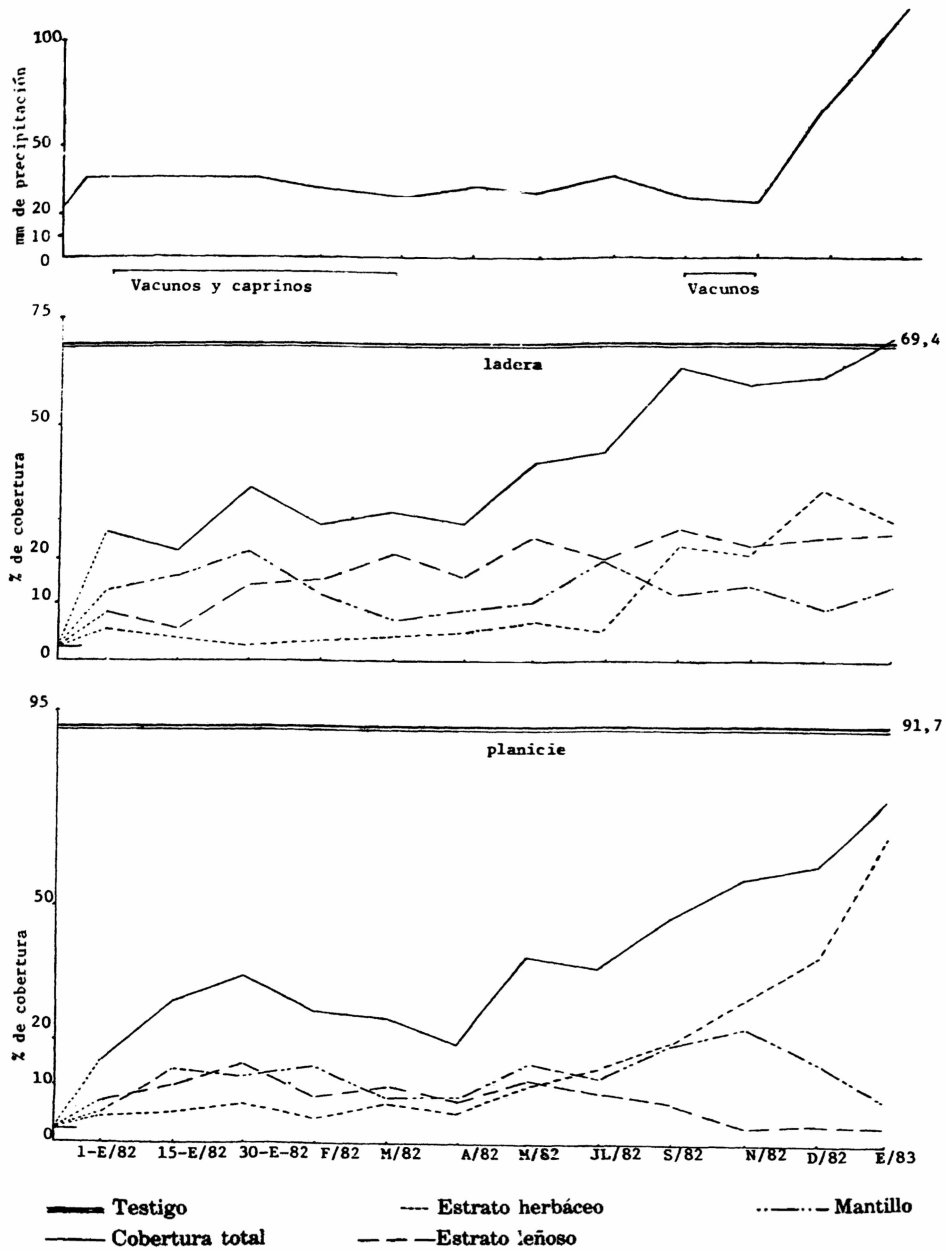 100
50
20
10
0
mm de precipitación
Vacunos y caprinos
Vacunos
75
50
20
10
0
% de cobertura
69,4
ladera
95
50
20
10
0
% de cobertura
91,7
planicie
1-E/82 15-E/82 30-E-82 F/82 M/82 A/82 M/82 JL/82 S/82 N/82 D/82 E/83
Testigo Estrato herbáceo Mantillo
Cobertura total Estrato leñoso